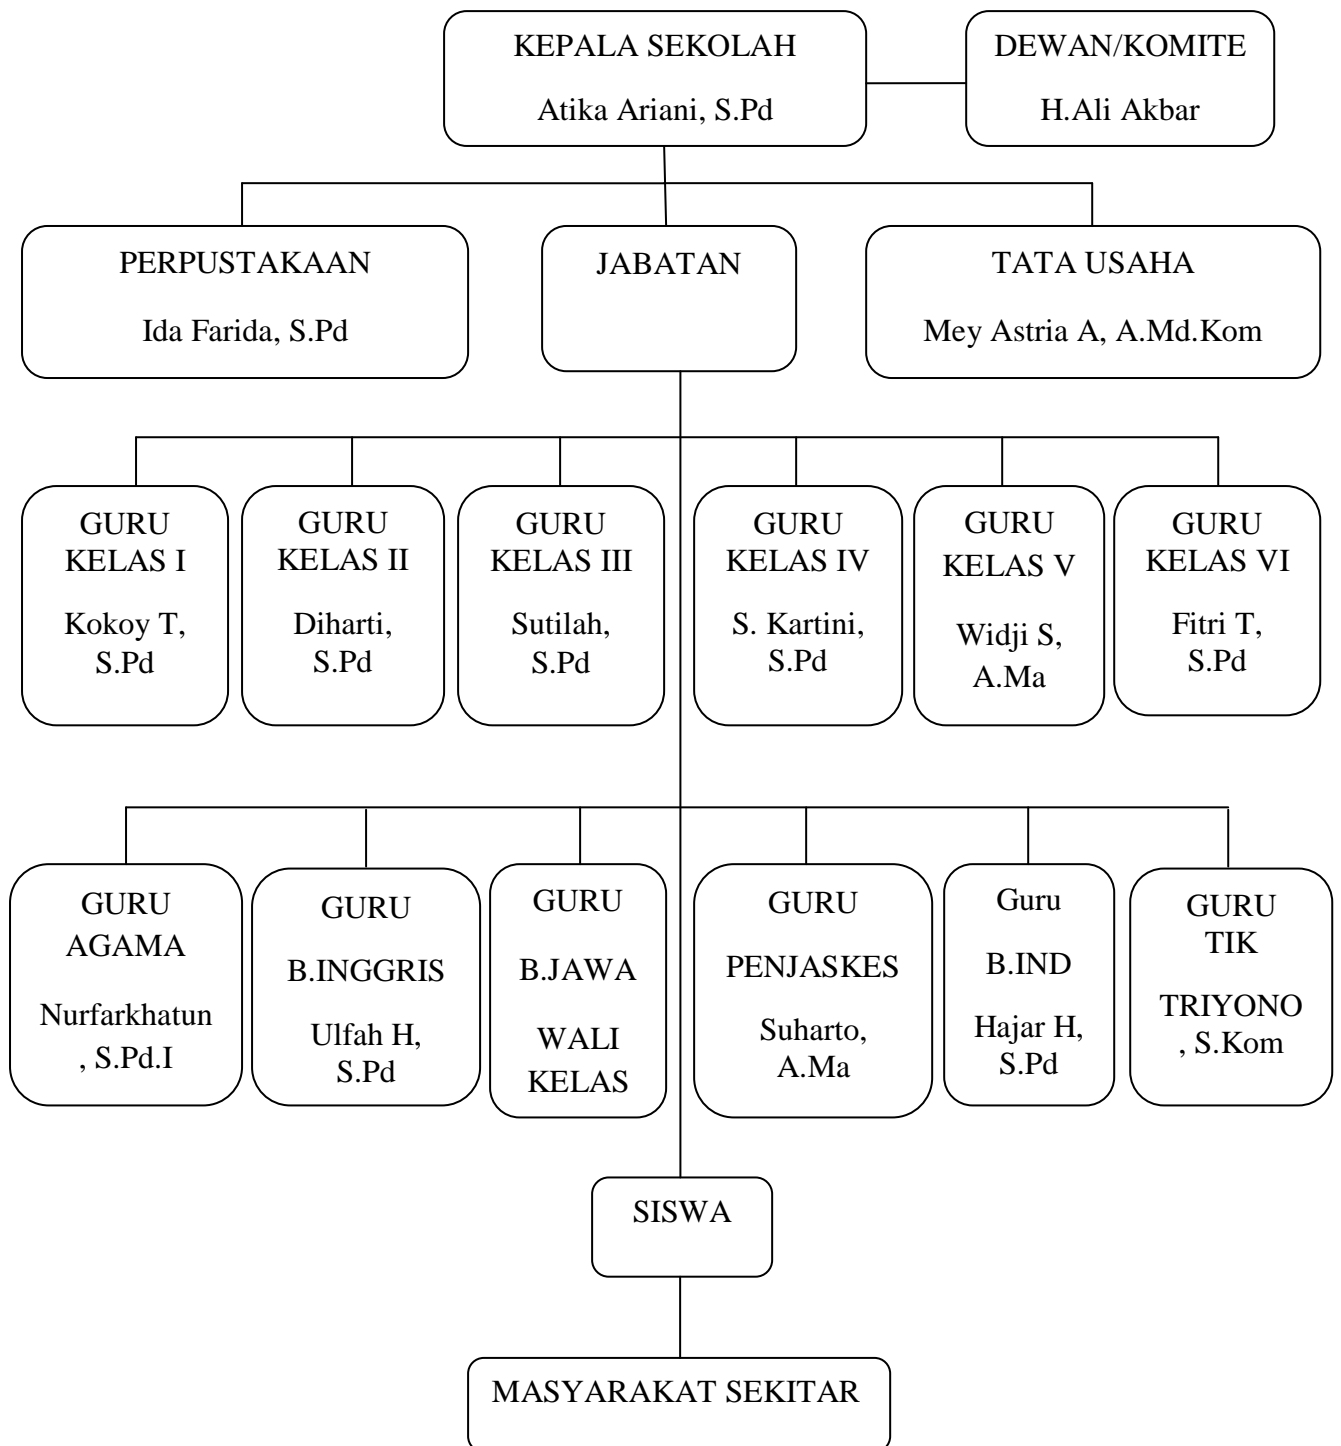 KEPALA SEKOLAH
Atika Ariani, S.Pd
DEWAN/KOMITE
H.Ali Akbar
PERPUSTAKAAN
Ida Farida, S.Pd
JABATAN
TATA USAHA
Mey Astria A, A.Md.Kom
GURU
KELAS I
Kokoy T,
S.Pd
GURU
KELAS II
Diharti,
S.Pd
GURU
KELAS III
Sutilah,
S.Pd
GURU
KELAS IV
S. Kartini,
S.Pd
GURU
KELAS V
Widji S,
A.Ma
GURU
KELAS VI
Fitri T,
S.Pd
GURU
AGAMA
Nurfarkhatun
, S.Pd.I
GURU
B.INGGRIS
Ulfah H,
S.Pd
GURU
B.JAWA
WALI
KELAS
GURU
PENJASKES
Suharto,
A.Ma
Guru
B.IND
Hajar H,
S.Pd
GURU
TIK
TRIYONO
, S.Kom
SISWA
MASYARAKAT SEKITAR